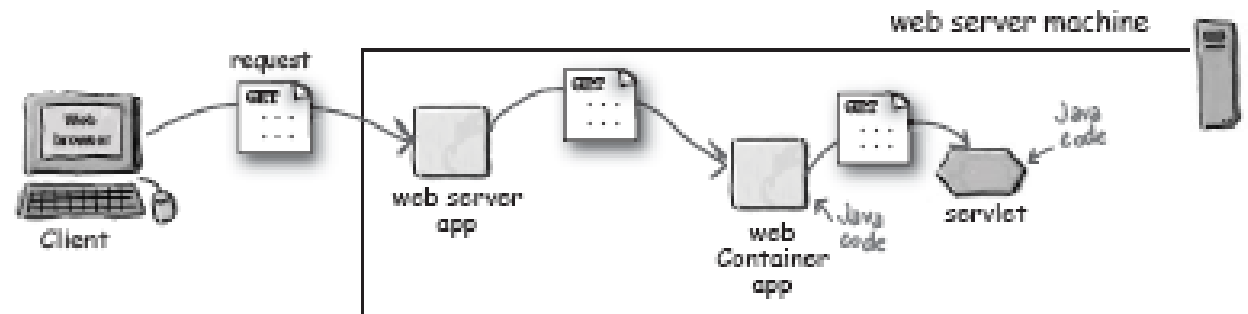 web server machine
request
GET
GET
GET
Web
browser
Java
code
web server
app
servlet
Client
Java
code
web
Container
app